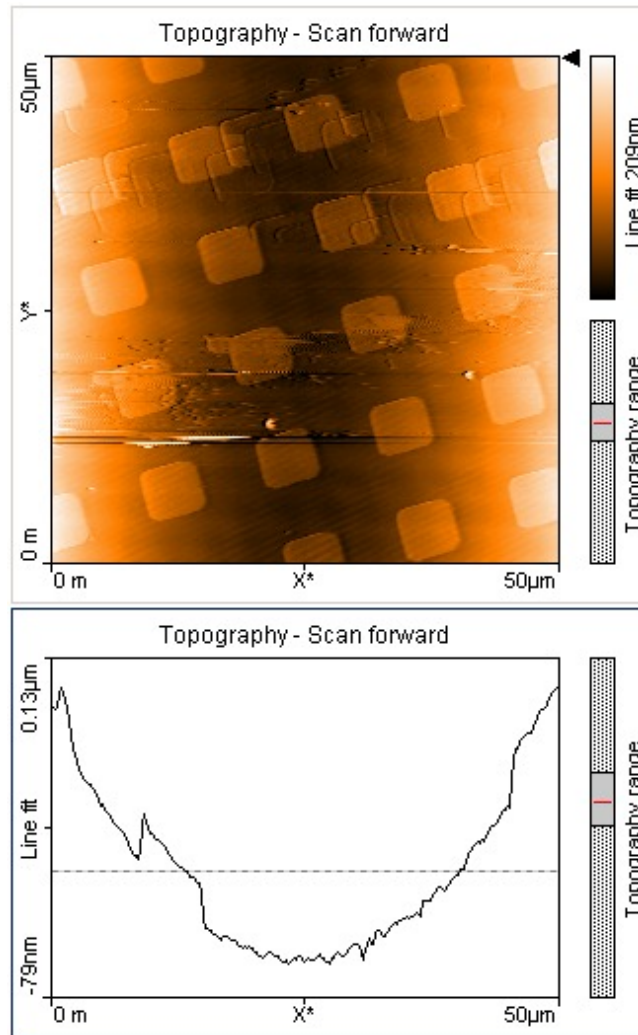 Topography - Scan forward
50µm
Y*
0 m
0 m
X*
50µm
Line fit 209nm
Topography range
Topography - Scan forward
0.13µm
Line fit
-79nm
0 m
X*
50µm
Topography range